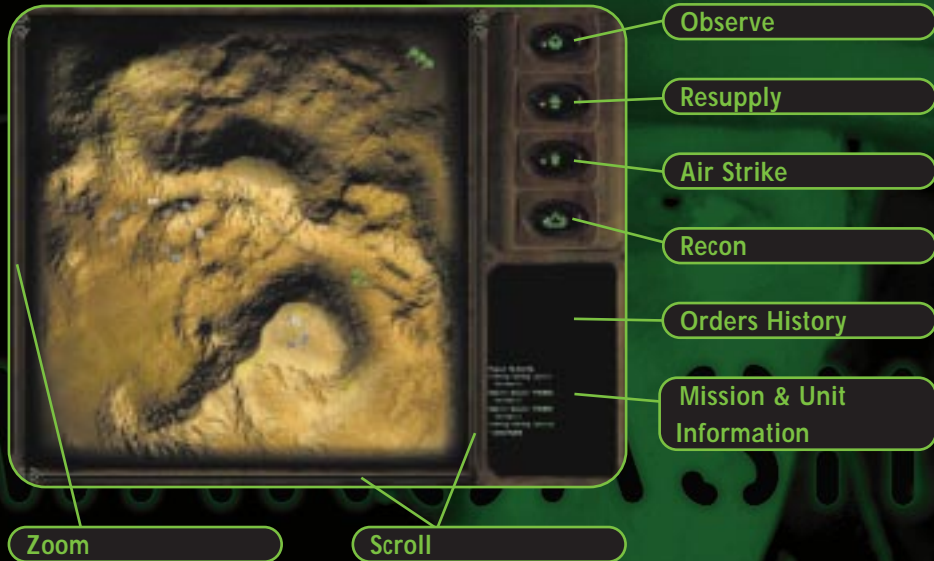 Observe
Resupply
Air Strike
Recon
Orders History
Mission & Unit
Information
Zoom
Scroll